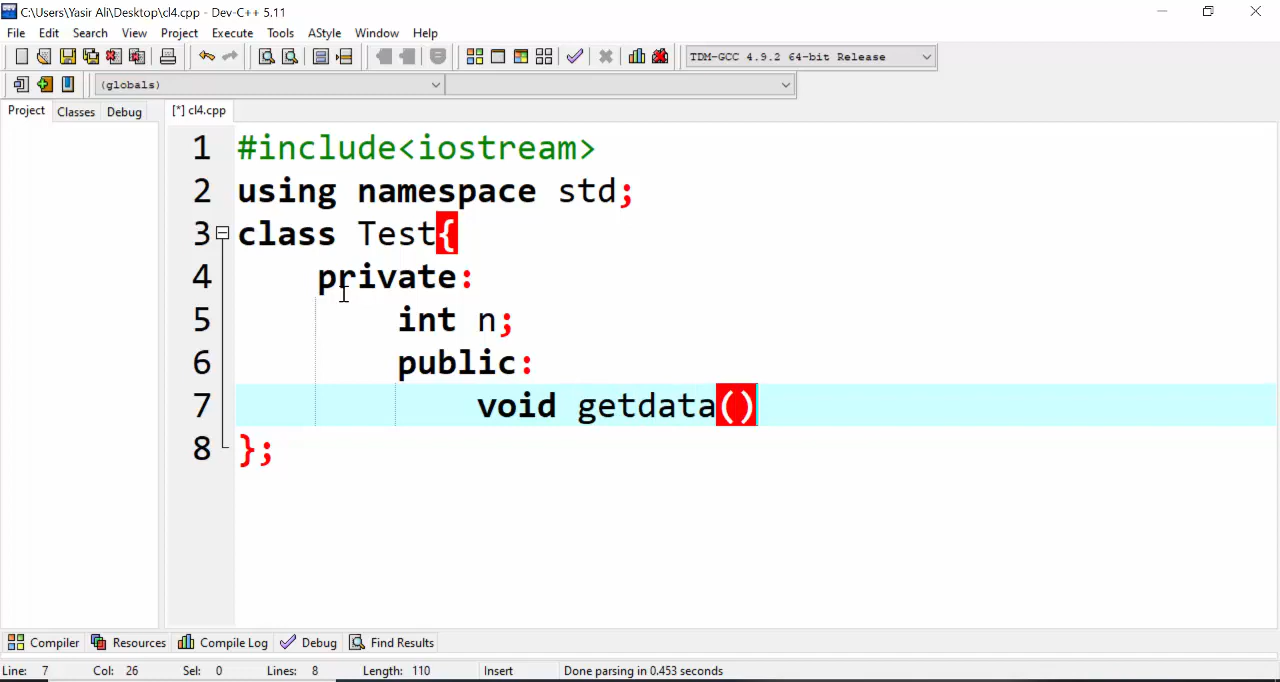 C:\Users\Yasir Ali\Desktop\cl4.cpp - Dev-C++ 5.11
File Edit Search View Project Execute Tools AStyle Window Help
TDM-GCC 4.9.2 64-bit Release
(globals)
Project Classes Debug [*] cl4.cpp
1 #include<iostream>
2 using namespace std;
3 class Test{
4 private:
5 int n;
6 public:
7 void getdata()
8 };
Compiler Resources Compile Log Debug Find Results
Line: 7 Col: 26 Sel: 0 Lines: 8 Length: 110 Insert Done parsing in 0.453 seconds